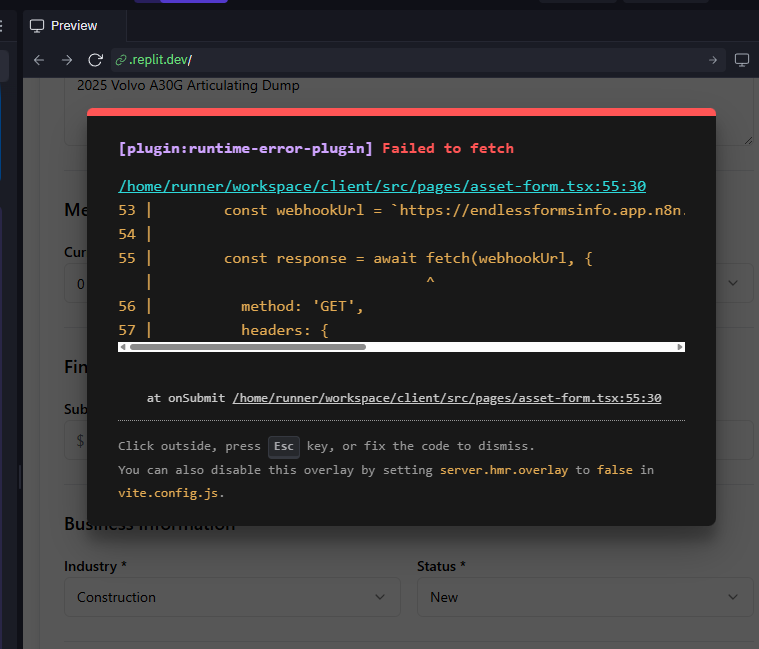 Preview
.replit.dev/
2025 Volvo A30G Articulating Dump
[plugin:runtime-error-plugin] Failed to fetch
/home/runner/workspace/client/src/pages/asset-form.tsx:55:30
53 | const webhookUrl = `https://endlessformsinfo.app.n8n.
54 |
55 | const response = await fetch(webhookUrl, {
| ^
56 | method: 'GET',
57 | headers: {
Me
Cur
0
Fin
Sub
$
at onSubmit /home/runner/workspace/client/src/pages/asset-form.tsx:55:30
Click outside, press Esc key, or fix the code to dismiss.
You can also disable this overlay by setting server.hmr.overlay to false in
vite.config.js.
Business Information
Industry *
Status *
Construction
New